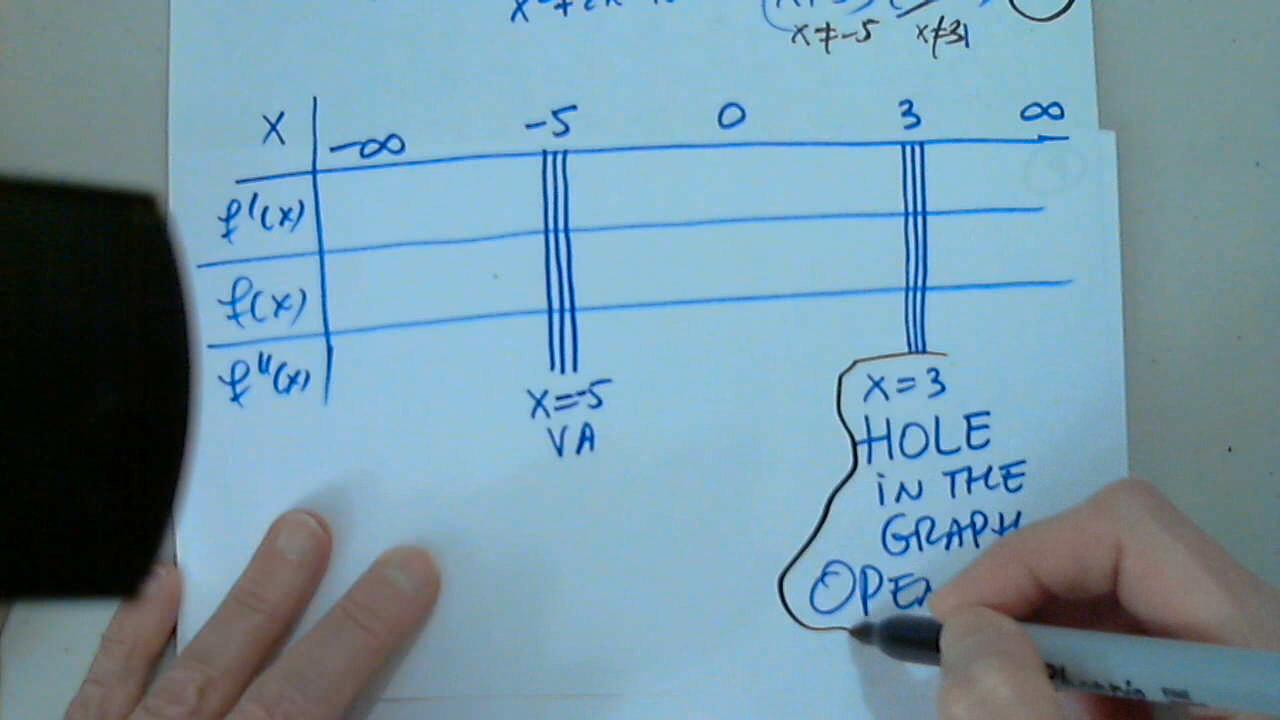 x≠-5 x≠3
x -∞ -5 0 3 ∞
f'(x)
f(x)
f"(x)
x=-5
VA
x=3
HOLE
iN THE
GRAPH